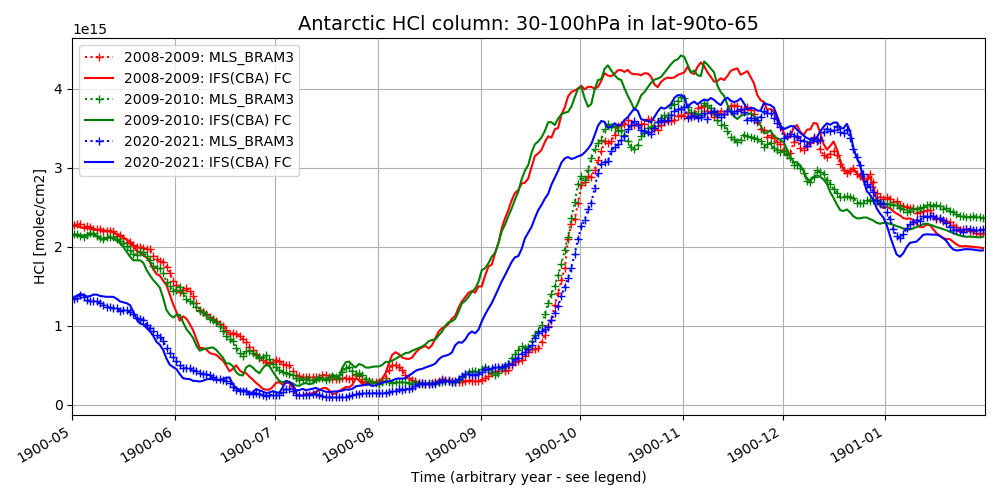 Antarctic HCl column: 30-100hPa in lat-90to-65
1e15
2008-2009: MLS_BRAM3
2008-2009: IFS(CBA) FC
2009-2010: MLS_BRAM3
2009-2010: IFS(CBA) FC
2020-2021: MLS_BRAM3
2020-2021: IFS(CBA) FC
HCl [molec/cm2]
4
3
2
1
0
1900-05
1900-06
1900-07
1900-08
1900-09
1900-10
1900-11
1900-12
1901-01
Time (arbitrary year - see legend)